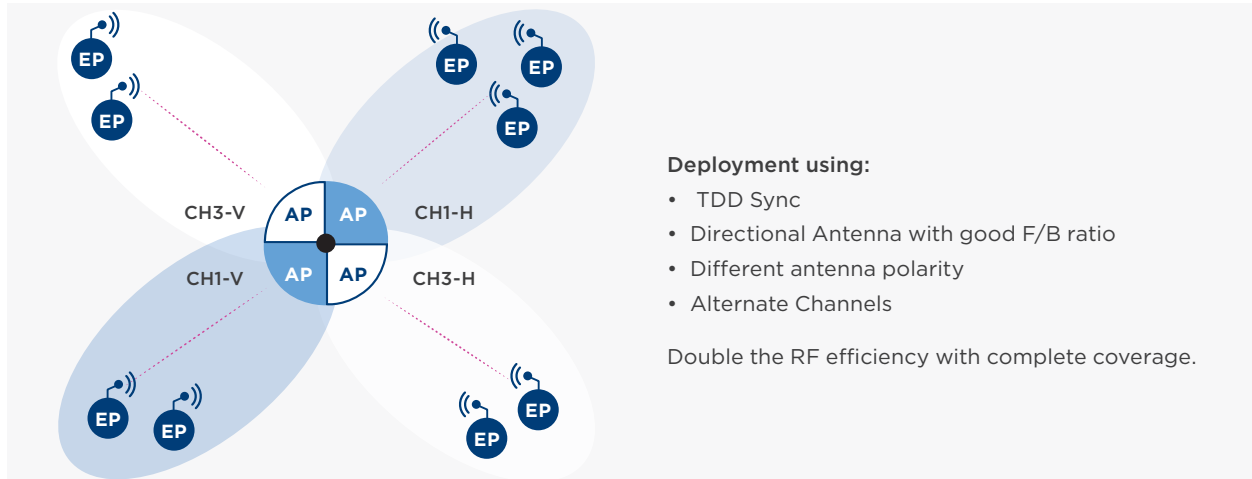 EP
EP
EP
EP
EP
CH3-V
AP
AP
CH1-H
CH1-V
AP
AP
CH3-H
EP
EP
EP
EP
Deployment using:
• TDD Sync
• Directional Antenna with good F/B ratio
• Different antenna polarity
• Alternate Channels
Double the RF efficiency with complete coverage.